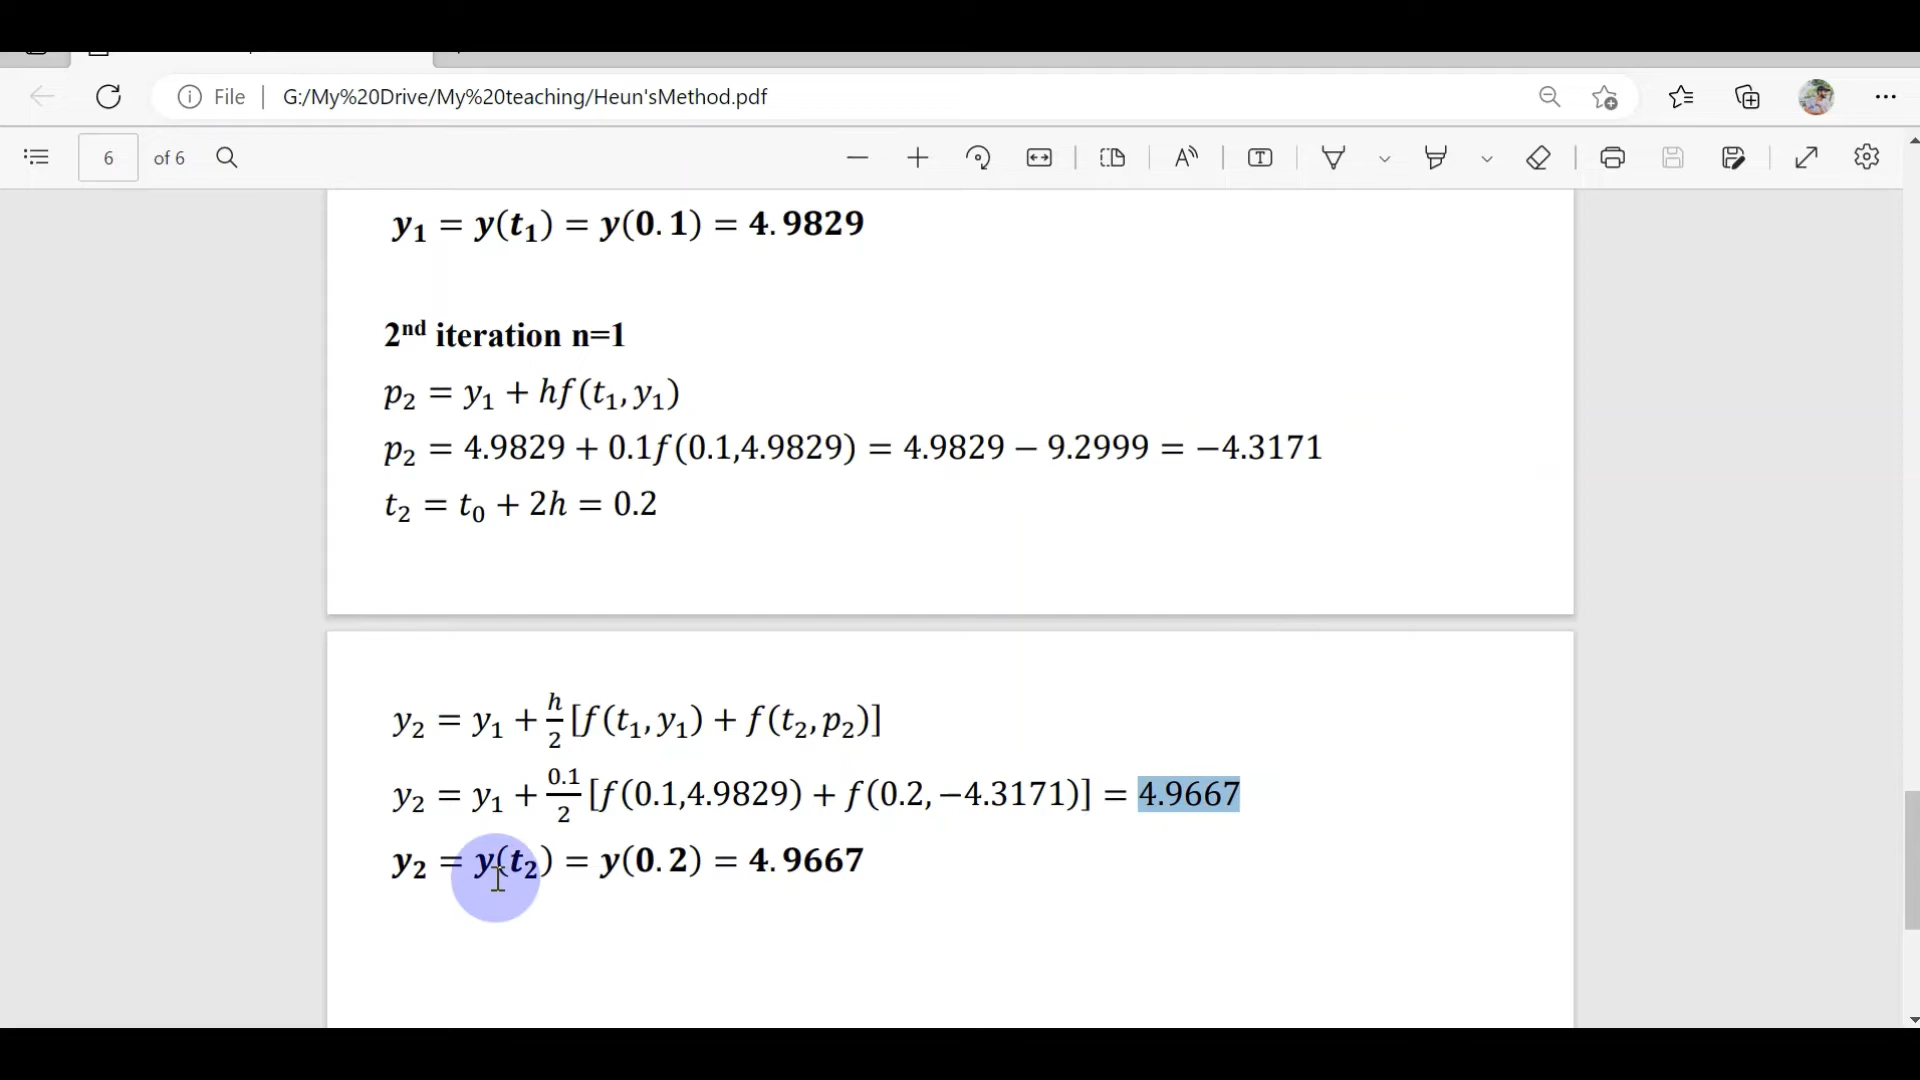 File G:/My%20Drive/My%20teaching/Heun'sMethod.pdf
6 of 6
y₁ = y(t₁) = y(0.1) = 4.9829
2ⁿᵈ iteration n=1
p₂ = y₁ + hf(t₁, y₁)
p₂ = 4.9829 + 0.1f(0.1,4.9829) = 4.9829 − 9.2999 = −4.3171
t₂ = t₀ + 2h = 0.2
y₂ = y₁ + h/2 [f(t₁, y₁) + f(t₂, p₂)]
y₂ = y₁ + 0.1/2 [f(0.1,4.9829) + f(0.2, −4.3171)] = 4.9667
y₂ = y(t₂) = y(0.2) = 4.9667